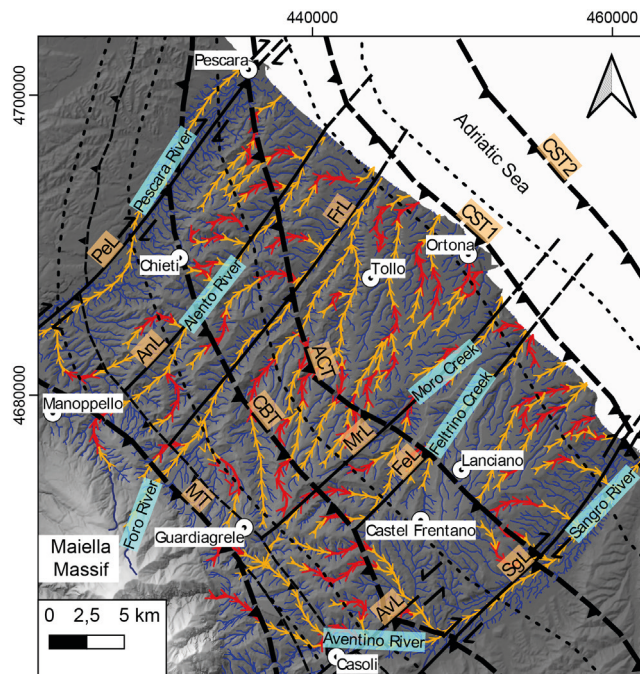 440000
460000
4700000
4680000
Pescara
Adriatic Sea
CST2
Pescara River
PeL
FrL
CST1
Ortona
Chieti
Alento River
Tollo
AnL
ACT
Moro Creek
Manoppello
CBT
Feltrino Creek
MrL
FeL
Lanciano
Foro River
MT
Sangro River
Guardiagrele
Castel Frentano
Maiella
Massif
SgL
AvL
0 2,5 5 km
Aventino River
Casoli